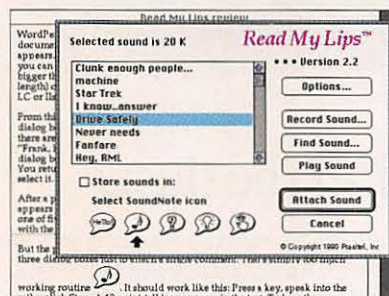 Read My Lips review
Selected sound is 20 K
Read My Lips™
••• Version 2.2
Clunk enough people...
machine
Star Trek
I know..answer
Drive Safely
Never needs
Fanfare
Hey, RML
Options...
Record Sound...
Find Sound...
Play Sound
Attach Sound
Cancel
Store sounds in:
Select SoundNote icon
Hello!
© Copyright 1990 Praxitel, Inc
WordPe
docume
appears.
you can
bigger th
length) c
LC or IIs
From thi
dialog b
there are
"Frank, I
dialog b
You retu
select it.
After a p
appears
one of fi
with the
But the p
three dialog boxes just to attach a single comment. That's simply too much
working routine . It should work like this: Press a key, speak into the